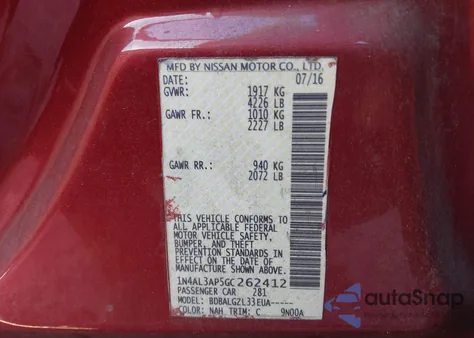 MFD BY NISSAN MOTOR CO., LTD.
DATE: 07/16
GVWR: 1917 KG
4226 LB
GAWR FR.: 1010 KG
2227 LB
GAWR RR.: 940 KG
2072 LB
THIS VEHICLE CONFORMS TO
ALL APPLICABLE FEDERAL
MOTOR VEHICLE SAFETY,
BUMPER, AND THEFT
PREVENTION STANDARDS
IN EFFECT ON THE DATE OF
MANUFACTURE SHOWN ABOVE.
1N4AL3AP5GC262412
PASSENGER CAR 281
MODEL: BDBALGZL33EUA-----
COLOR: NAH TRIM: C 9N00A
autoSnap